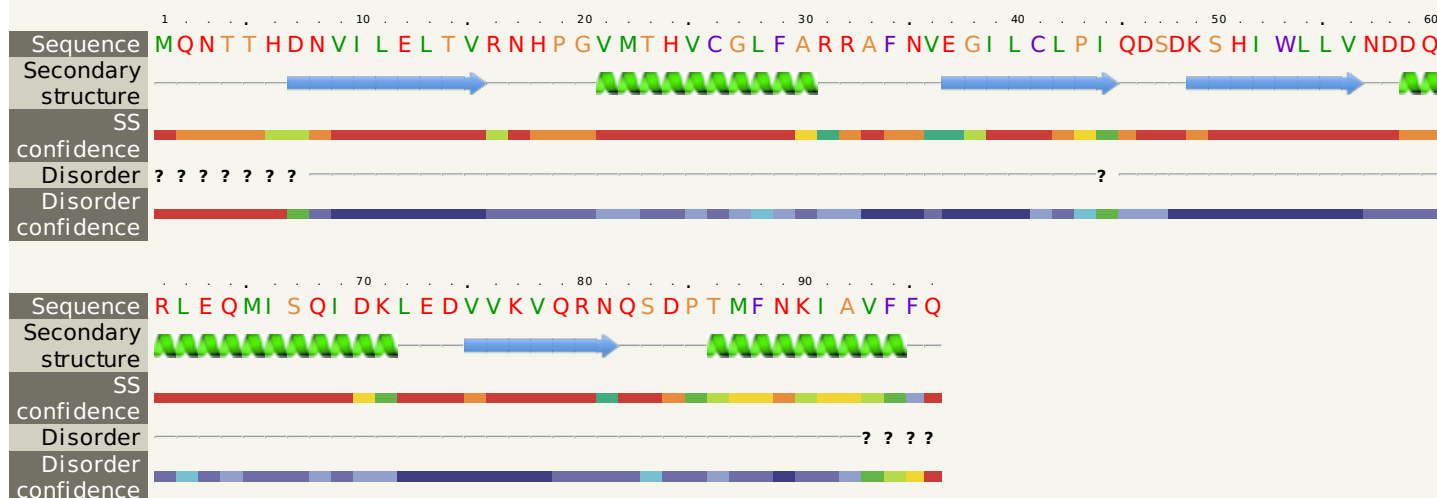 1 . . . . . . . . 10 . . . . . . . . . 20 . . . . . . . . . 30 . . . . . . . . . 40 . . . . . . . . . 50 . . . . . . . . . 60
Sequence MQNTTHDNVILELTVRNHPGVMTHVCGLFARRAFNVEGILCLPIQDSDKSHIWLLVNDDQ
Secondary
structure
SS
confidence
Disorder ? ? ? ? ? ? ? ?
Disorder
confidence
. . . . . . . . . 70 . . . . . . . . . 80 . . . . . . . . . 90 . . . . . .
Sequence RLEQMISQIDKLEDVVKVQRNQSDPTMFNKIAVFFQ
Secondary
structure
SS
confidence
Disorder ? ? ? ?
Disorder
confidence